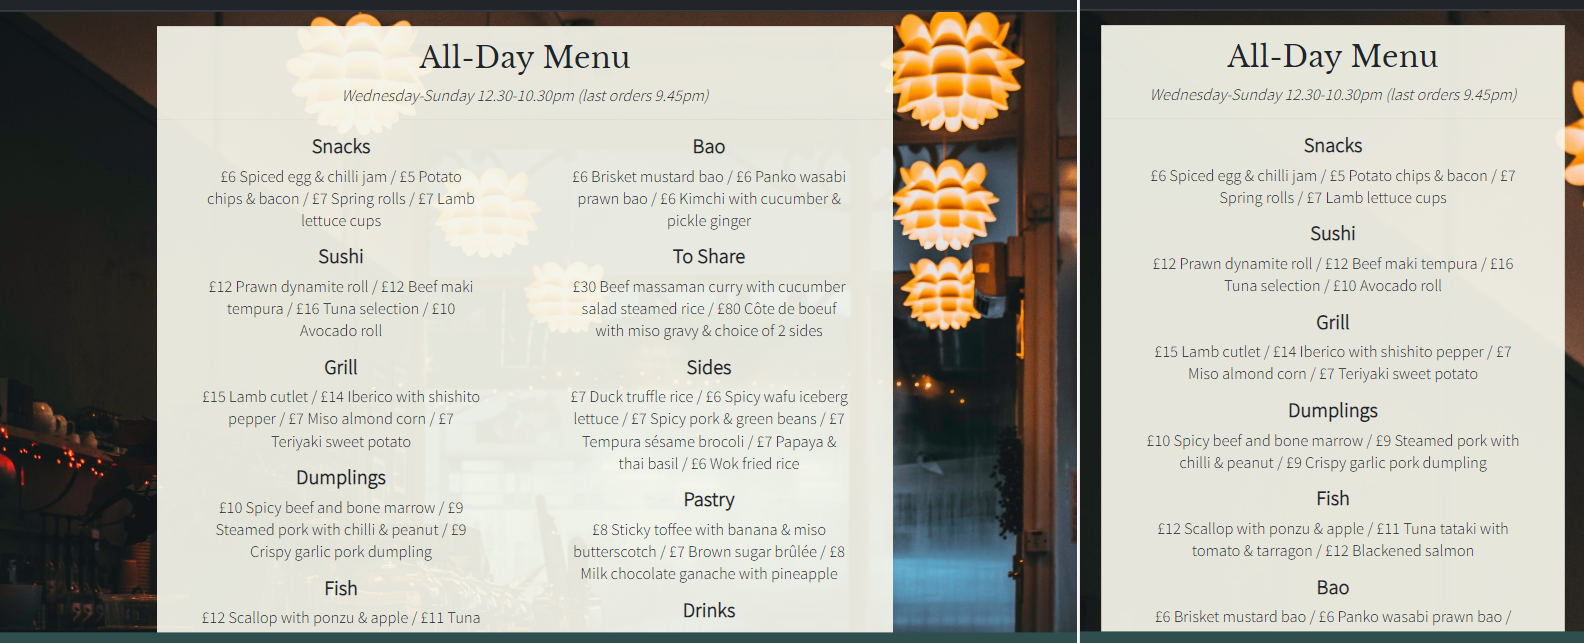 All-Day Menu
Wednesday-Sunday 12.30-10.30pm (last orders 9.45pm)
Snacks
£6 Spiced egg & chilli jam / £5 Potato
chips & bacon / £7 Spring rolls / £7 Lamb
lettuce cups
Sushi
£12 Prawn dynamite roll / £12 Beef maki
tempura / £16 Tuna selection / £10
Avocado roll
Grill
£15 Lamb cutlet / £14 Iberico with shishito
pepper / £7 Miso almond corn / £7
Teriyaki sweet potato
Dumplings
£10 Spicy beef and bone marrow / £9
Steamed pork with chilli & peanut / £9
Crispy garlic pork dumpling
Fish
£12 Scallop with ponzu & apple / £11 Tuna
Bao
£6 Brisket mustard bao / £6 Panko wasabi
prawn bao / £6 Kimchi with cucumber &
pickle ginger
To Share
£30 Beef massaman curry with cucumber
salad steamed rice / £80 Côte de boeuf
with miso gravy & choice of 2 sides
Sides
£7 Duck truffle rice / £6 Spicy wafu iceberg
lettuce / £7 Spicy pork & green beans / £7
Tempura sésame brocoli / £7 Papaya &
thai basil / £6 Wok fried rice
Pastry
£8 Sticky toffee with banana & miso
butterscotch / £7 Brown sugar brûlée / £8
Milk chocolate ganache with pineapple
Drinks
All-Day Menu
Wednesday-Sunday 12.30-10.30pm (last orders 9.45pm)
Snacks
£6 Spiced egg & chilli jam / £5 Potato chips & bacon / £7
Spring rolls / £7 Lamb lettuce cups
Sushi
£12 Prawn dynamite roll / £12 Beef maki tempura / £16
Tuna selection / £10 Avocado roll
Grill
£15 Lamb cutlet / £14 Iberico with shishito pepper / £7
Miso almond corn / £7 Teriyaki sweet potato
Dumplings
£10 Spicy beef and bone marrow / £9 Steamed pork with
chilli & peanut / £9 Crispy garlic pork dumpling
Fish
£12 Scallop with ponzu & apple / £11 Tuna tataki with
tomato & tarragon / £12 Blackened salmon
Bao
£6 Brisket mustard bao / £6 Panko wasabi prawn bao /